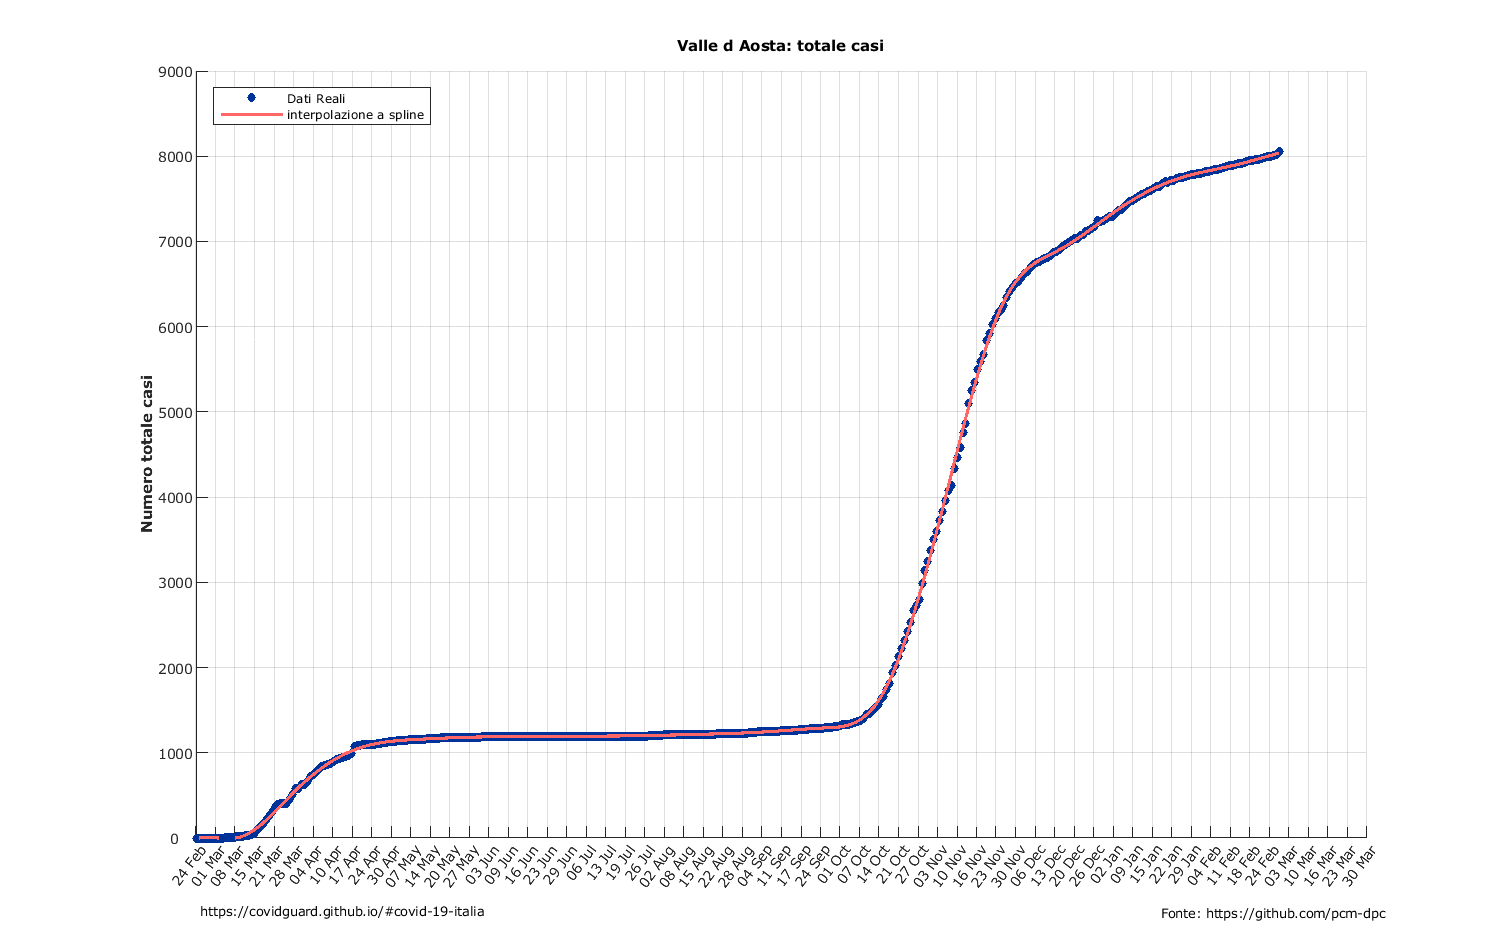 Valle d Aosta: totale casi
Dati Reali
interpolazione a spline
Numero totale casi
9000
8000
7000
6000
5000
4000
3000
2000
1000
0
24 Feb
01 Mar
08 Mar
15 Mar
21 Mar
28 Mar
04 Apr
10 Apr
17 Apr
24 Apr
30 Apr
07 May
14 May
20 May
27 May
03 Jun
09 Jun
16 Jun
23 Jun
29 Jun
06 Jul
13 Jul
19 Jul
26 Jul
02 Aug
08 Aug
15 Aug
22 Aug
28 Aug
04 Sep
11 Sep
17 Sep
24 Sep
01 Oct
07 Oct
14 Oct
21 Oct
27 Oct
03 Nov
10 Nov
16 Nov
23 Nov
30 Nov
06 Dec
13 Dec
20 Dec
26 Dec
02 Jan
09 Jan
15 Jan
22 Jan
29 Jan
04 Feb
11 Feb
18 Feb
24 Feb
03 Mar
10 Mar
16 Mar
23 Mar
30 Mar
https://covidguard.github.io/#covid-19-italia
Fonte: https://github.com/pcm-dpc